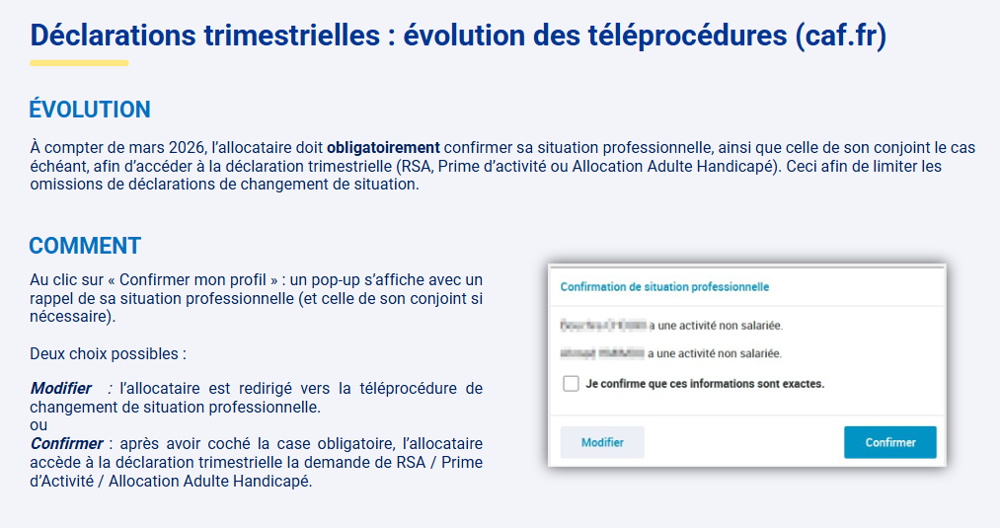 Déclarations trimestrielles : évolution des téléprocédures (caf.fr)
ÉVOLUTION
À compter de mars 2026, l’allocataire doit obligatoirement confirmer sa situation professionnelle, ainsi que celle de son conjoint le cas
échéant, afin d’accéder à la déclaration trimestrielle (RSA, Prime d’activité ou Allocation Adulte Handicapé). Ceci afin de limiter les
omissions de déclarations de changement de situation.
COMMENT
Au clic sur « Confirmer mon profil » : un pop-up s’affiche avec un
rappel de sa situation professionnelle (et celle de son conjoint si
nécessaire).
Deux choix possibles :
Modifier : l’allocataire est redirigé vers la téléprocédure de
changement de situation professionnelle.
ou
Confirmer : après avoir coché la case obligatoire, l’allocataire
accède à la déclaration trimestrielle la demande de RSA / Prime
d’Activité / Allocation Adulte Handicapé.
Confirmation de situation professionnelle
a une activité non salariée.
a une activité non salariée.
Je confirme que ces informations sont exactes.
Modifier
Confirmer